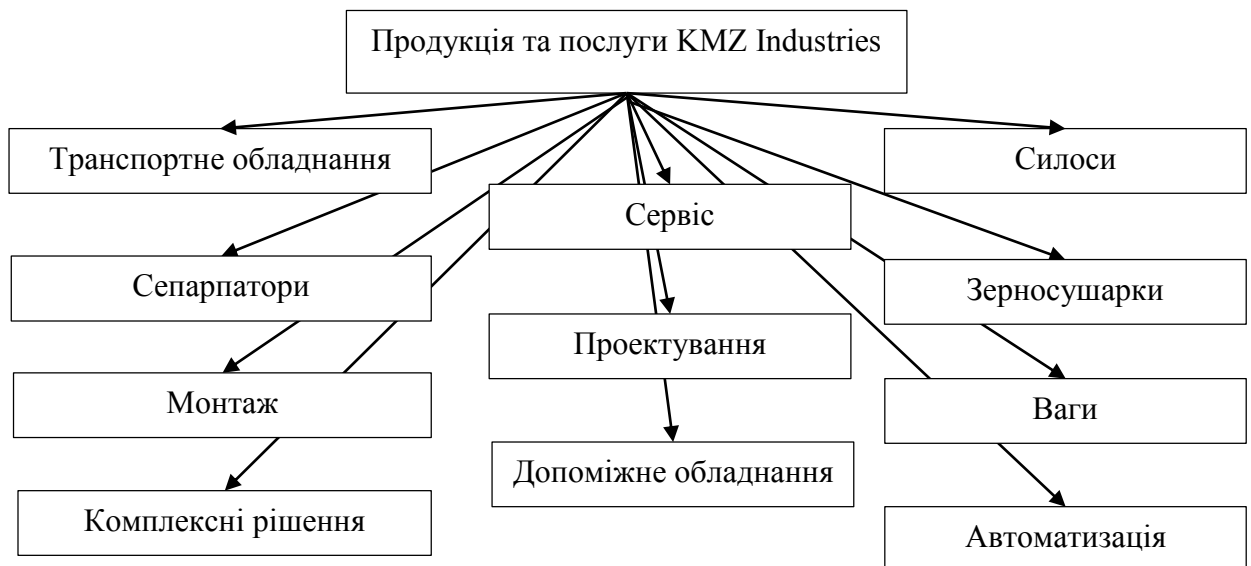 Продукція та послуги KMZ Industries
Транспортне обладнання
Силоси
Сервіс
Сепарпатори
Зерносушарки
Проектування
Монтаж
Ваги
Допоміжне обладнання
Комплексні рішення
Автоматизація